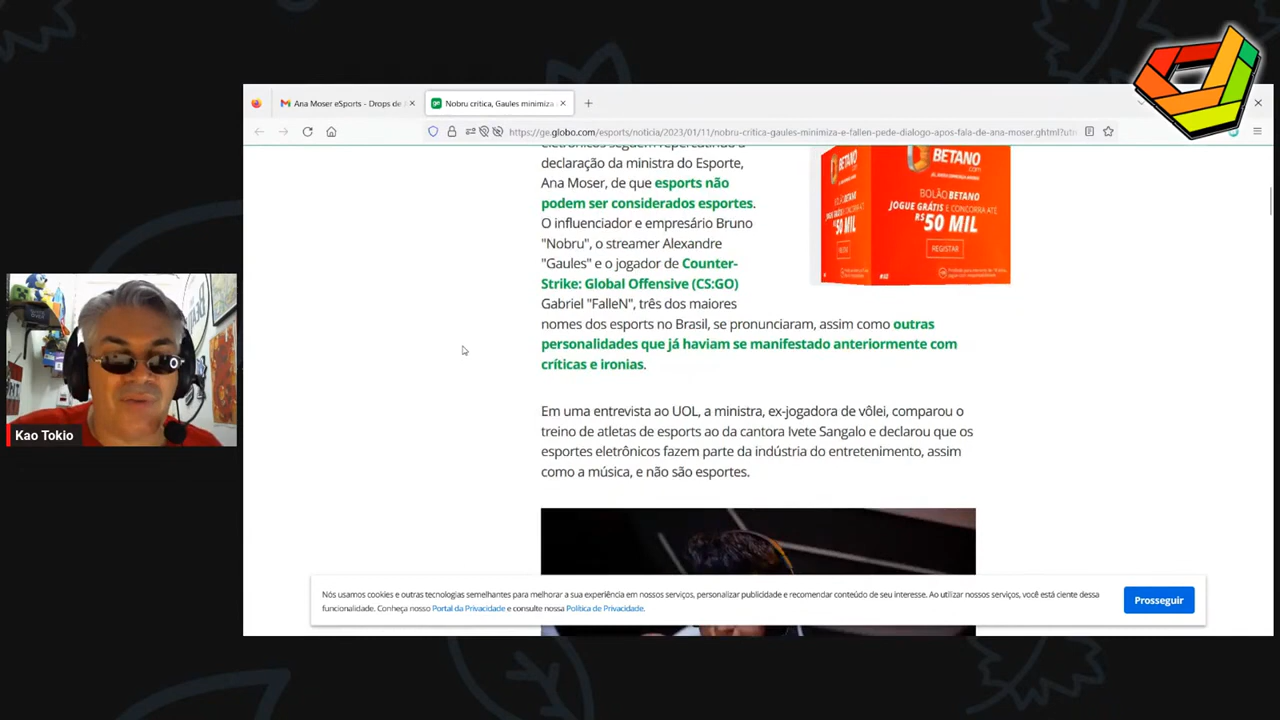 Ana Moser eSports - Drops de
Nobru critica, Gaules minimiza
https://ge.globo.com/esports/noticia/2023/01/11/nobru-critica-gaules-minimiza-e-fallen-pede-dialogo-apos-fala-de-ana-moser.ghtml?utm
eletrônicos seguem repercutindo a
declaração da ministra do Esporte,
Ana Moser, de que esports não
podem ser considerados esportes.
O influenciador e empresário Bruno
"Nobru", o streamer Alexandre
"Gaules" e o jogador de Counter-
Strike: Global Offensive (CS:GO)
Gabriel "FalleN", três dos maiores
nomes dos esports no Brasil, se pronunciaram, assim como outras
personalidades que já haviam se manifestado anteriormente com
críticas e ironias.
BETANO
.com
BOLÃO BETANO
JOGUE GRÁTIS E CONCORRA ATÉ
R$ 50 MIL
REGISTAR
Em uma entrevista ao UOL, a ministra, ex-jogadora de vôlei, comparou o
treino de atletas de esports ao da cantora Ivete Sangalo e declarou que os
esportes eletrônicos fazem parte da indústria do entretenimento, assim
como a música, e não são esportes.
Kao Tokio
Nós usamos cookies e outras tecnologias semelhantes para melhorar a sua experiência em nossos serviços, personalizar publicidade e recomendar conteúdo de seu interesse. Ao utilizar nossos serviços, você está ciente dessa
funcionalidade. Conheça nosso Portal da Privacidade e consulte nossa Política de Privacidade.
Prosseguir